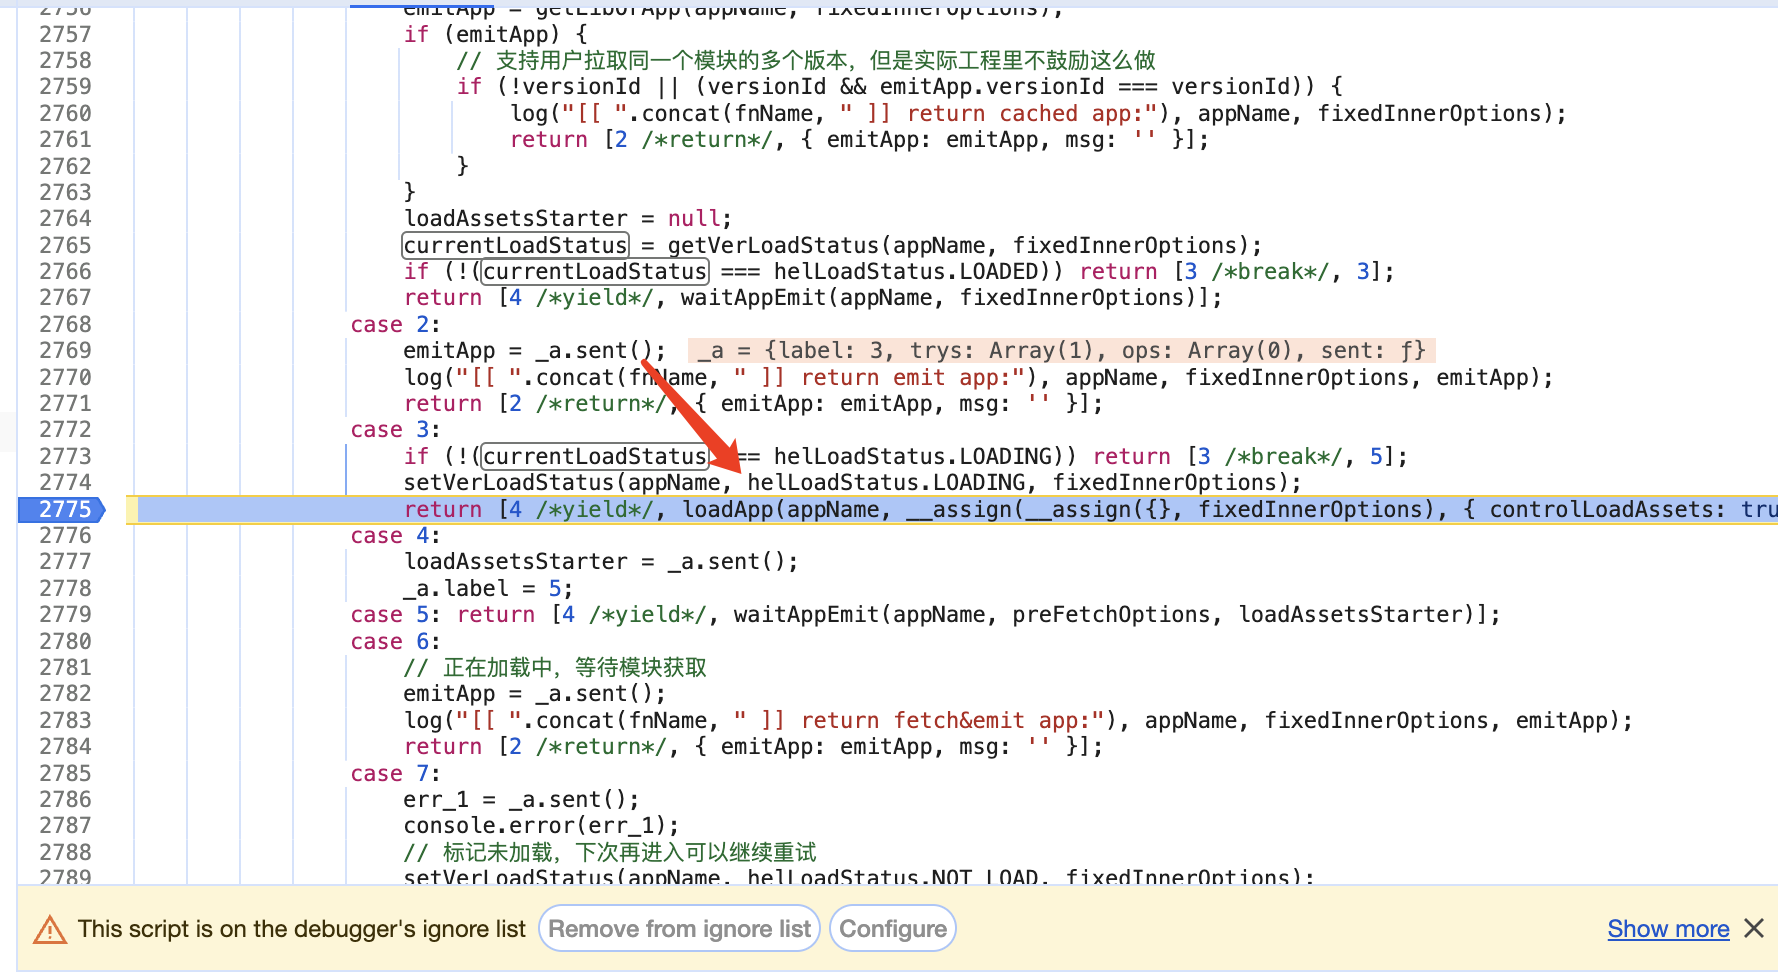 2756 emitApp = getLibOrApp(appName, fixedInnerOptions);
2757 if (emitApp) {
2758 // 支持用户拉取同一个模块的多个版本，但是实际工程里不鼓励这么做
2759 if (!versionId || (versionId && emitApp.versionId === versionId)) {
2760 log("[[ ".concat(fnName, " ]] return cached app:"), appName, fixedInnerOptions);
2761 return [2 /*return*/, { emitApp: emitApp, msg: '' }];
2762 }
2763 }
2764 loadAssetsStarter = null;
2765 currentLoadStatus = getVerLoadStatus(appName, fixedInnerOptions);
2766 if (!(currentLoadStatus === helLoadStatus.LOADED)) return [3 /*break*/, 3];
2767 return [4 /*yield*/, waitAppEmit(appName, fixedInnerOptions)];
2768 case 2:
2769 emitApp = _a.sent(); _a = {label: 3, trys: Array(1), ops: Array(0), sent: ƒ}
2770 log("[[ ".concat(fnName, " ]] return emit app:"), appName, fixedInnerOptions, emitApp);
2771 return [2 /*return*/, { emitApp: emitApp, msg: '' }];
2772 case 3:
2773 if (!(currentLoadStatus == helLoadStatus.LOADING)) return [3 /*break*/, 5];
2774 setVerLoadStatus(appName, helLoadStatus.LOADING, fixedInnerOptions);
2775 return [4 /*yield*/, loadApp(appName, __assign(__assign({}, fixedInnerOptions), { controlLoadAssets: tru
2776 case 4:
2777 loadAssetsStarter = _a.sent();
2778 _a.label = 5;
2779 case 5: return [4 /*yield*/, waitAppEmit(appName, preFetchOptions, loadAssetsStarter)];
2780 case 6:
2781 // 正在加载中，等待模块获取
2782 emitApp = _a.sent();
2783 log("[[ ".concat(fnName, " ]] return fetch&emit app:"), appName, fixedInnerOptions, emitApp);
2784 return [2 /*return*/, { emitApp: emitApp, msg: '' }];
2785 case 7:
2786 err_1 = _a.sent();
2787 console.error(err_1);
2788 // 标记未加载，下次再进入可以继续重试
2789 setVerLoadStatus(appName, helLoadStatus.NOT_LOAD, fixedInnerOptions);
This script is on the debugger's ignore list Remove from ignore list Configure Show more